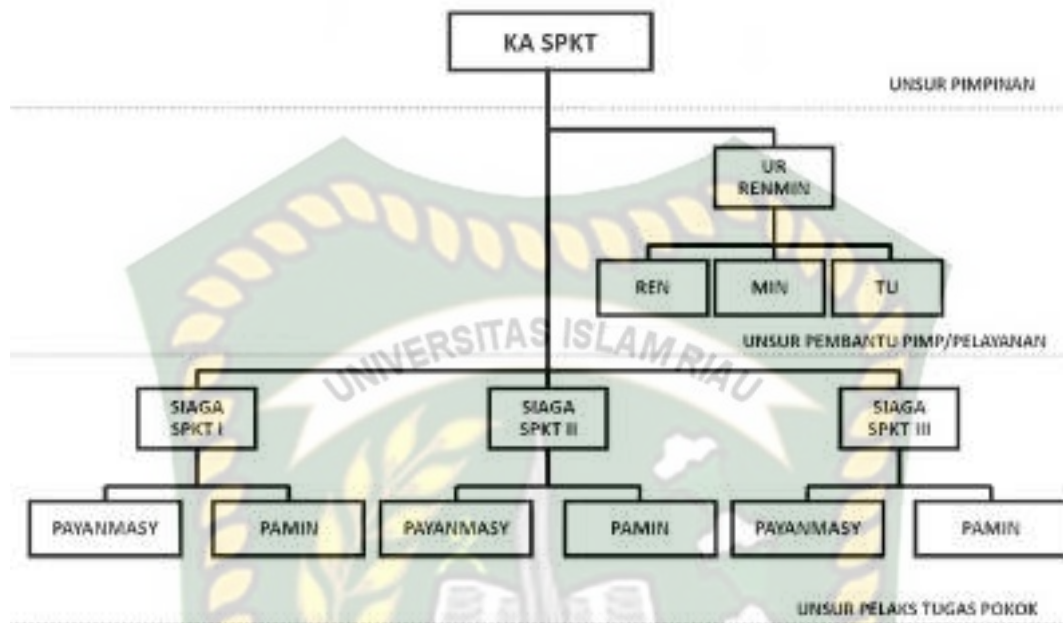 KA SPKT
UNSUR PIMPINAN
UR
RENMIN
REN
MIN
TU
UNSUR PEMBANTU PIMP/PELAYANAN
UNIVERSITAS ISLAM RIAU
SIAGA
SPKT I
SIAGA
SPKT II
SIAGA
SPKT III
PAYANMASY
PAMIN
PAYANMASY
PAMIN
PAYANMASY
PAMIN
UNSUR PELAKS TUGAS POKOK